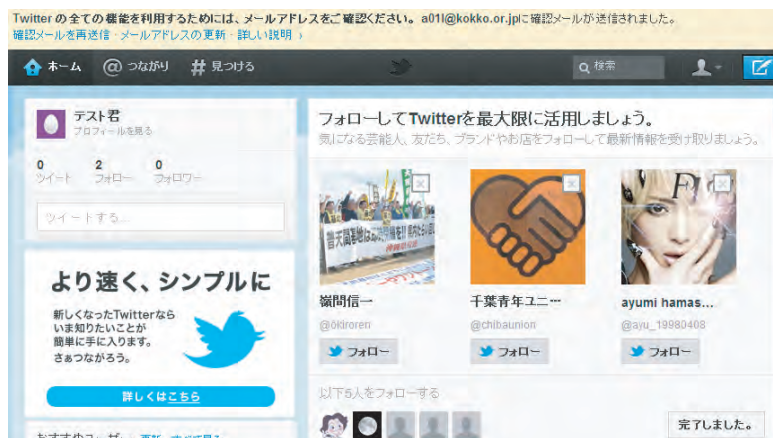 Twitter の全ての機能を利用するためには、メールアドレスをご確認ください。a01l@kokko.or.jpに確認メールが送信されました。
確認メールを再送信 · メールアドレスの更新 · 詳しい説明 ›
ホーム @ つながり # 見つける
検索
テスト君
プロフィールを見る
0 2 0
ツイート フォロー フォロワー
ツイートする...
より速く、シンプルに
新しくなったTwitterなら
いま知りたいことが
簡単に手に入ります。
さぁつながろう。
詳しくはこちら
フォローしてTwitterを最大限に活用しましょう。
気になる芸能人、友だち、ブランドやお店をフォローして最新情報を受け取りましょう。
嶺間信一 千葉青年ユニ… ayumi hamas...
@okiroren @chibaunion @ayu_19980408
フォロー フォロー フォロー
以下5人をフォローする
完了しました。